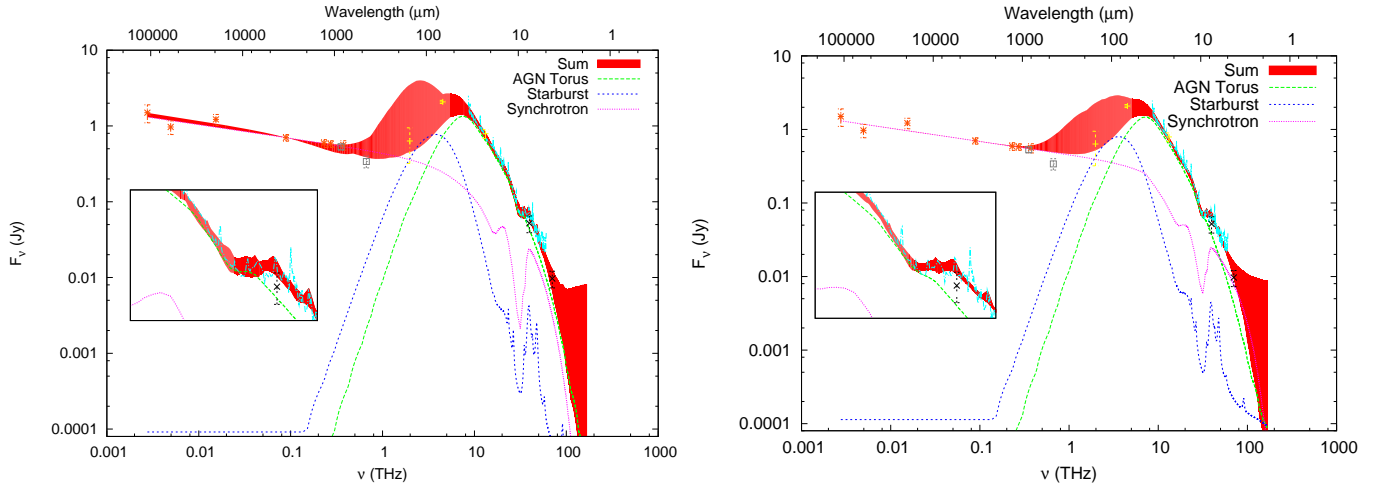 Wavelength (μm)
100000 10000 1000 100 10 1
10
1
0.1
0.01
0.001
0.0001
F_ν (Jy)
Sum
AGN Torus
Starburst
Synchrotron
0.001 0.01 0.1 1 10 100 1000
ν (THz)
Wavelength (μm)
100000 10000 1000 100 10 1
10
1
0.1
0.01
0.001
0.0001
F_ν (Jy)
Sum
AGN Torus
Starburst
Synchrotron
0.001 0.01 0.1 1 10 100 1000
ν (THz)